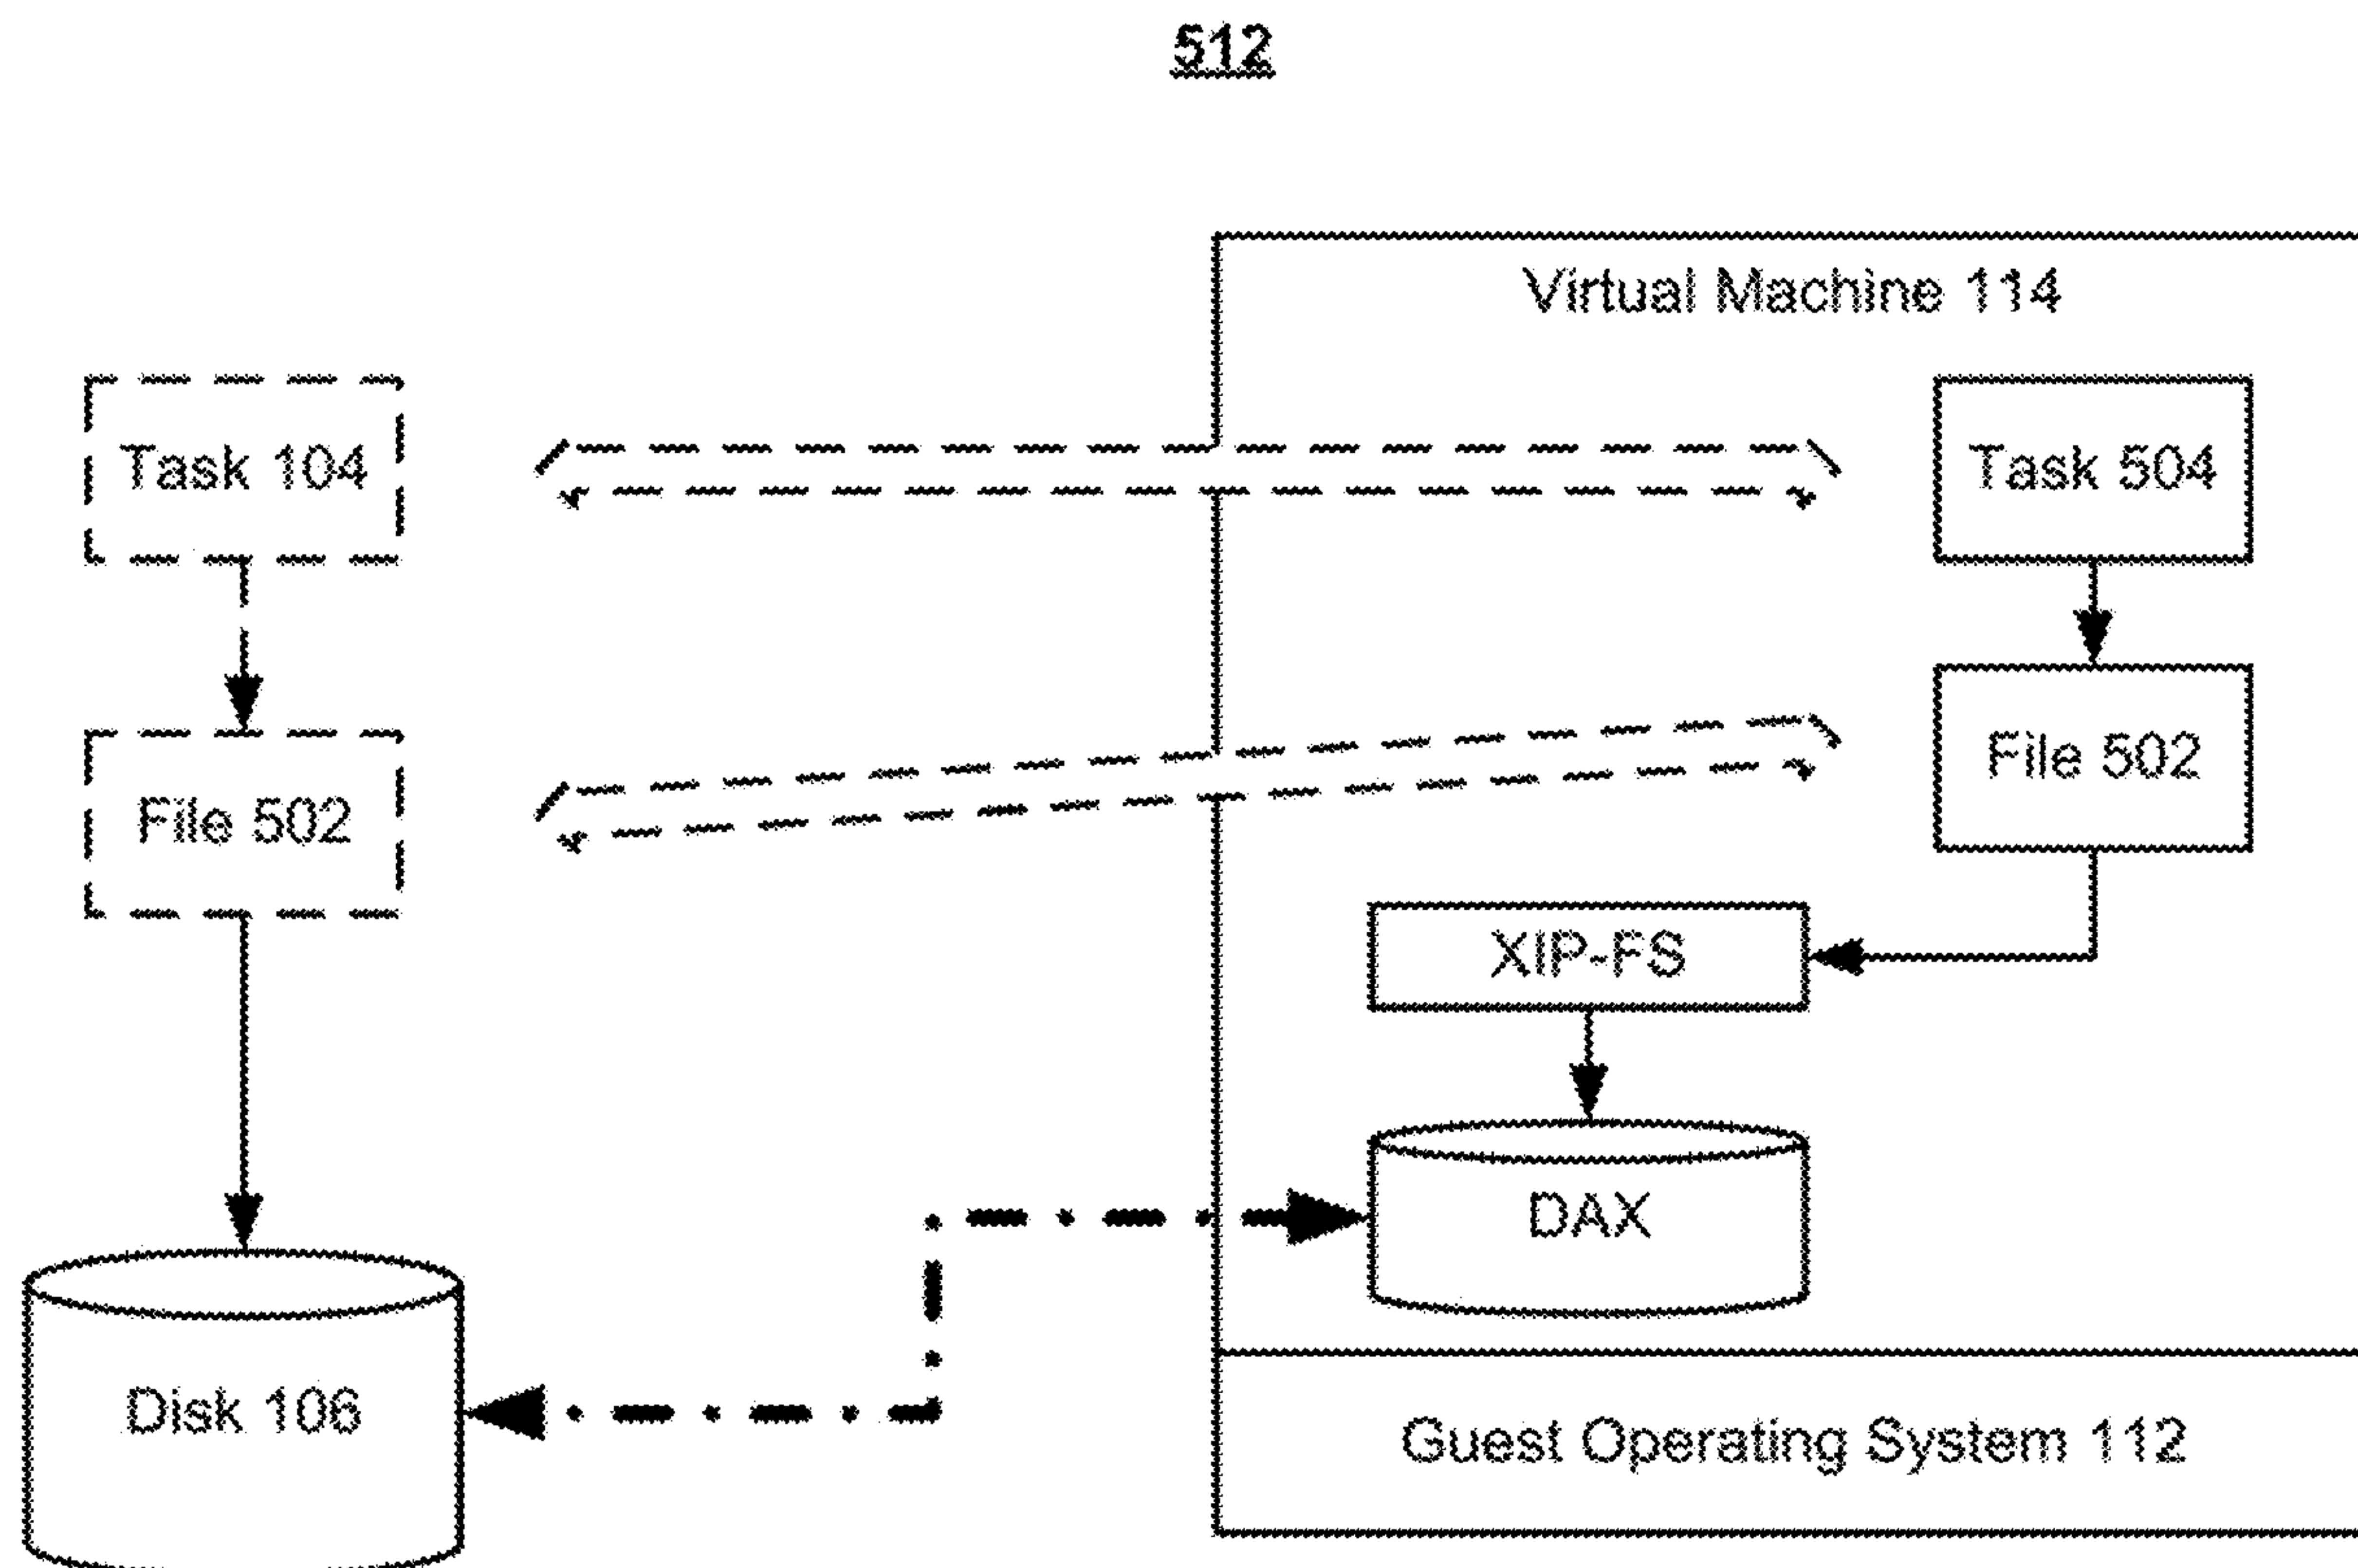 512
Virtual Machine 114
Task 104
Task 504
File 502
File 502
XIP-FS
DAX
Disk 106
Guest Operating System 112